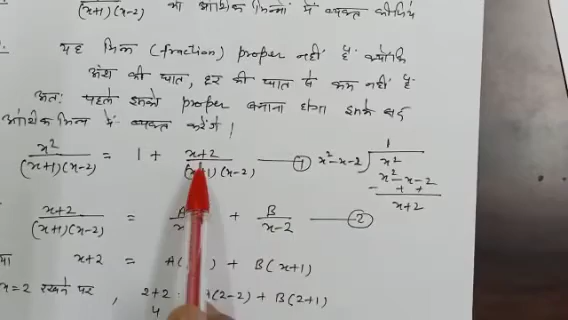 (x+1)(x-2) को आंशिक भिन्नों में व्यक्त कीजिये
यह भिन्न (fraction) proper नहीं है क्योंकि
अंश की घात, हर की घात से कम नहीं है
अतः पहले इसको proper बनाना होगा इसके बाद
आंशिक भिन्न में व्यक्त करेंगे।
x²/(x+1)(x-2) = 1 + x+2/(x+1)(x-2) — ① x²-x-2) x² (1
x²-x-2
- + +
x+2
x+2/(x+1)(x-2) = A/x + B/x-2 — ②
या x+2 = A( ) + B(x+1)
x=2 रखने पर, 2+2 (2-2) + B(2+1)
4